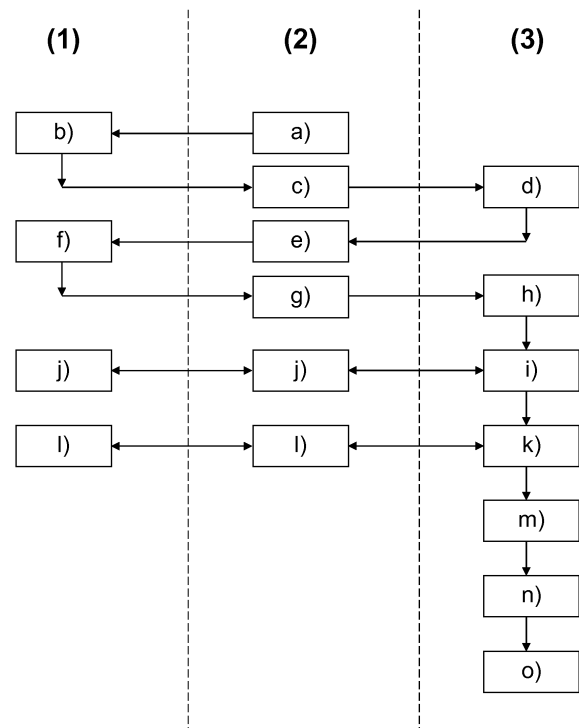 (1) (2) (3)
b) a)
c) d)
f) e)
g) h)
j) j) i)
l) l) k)
m)
n)
o)